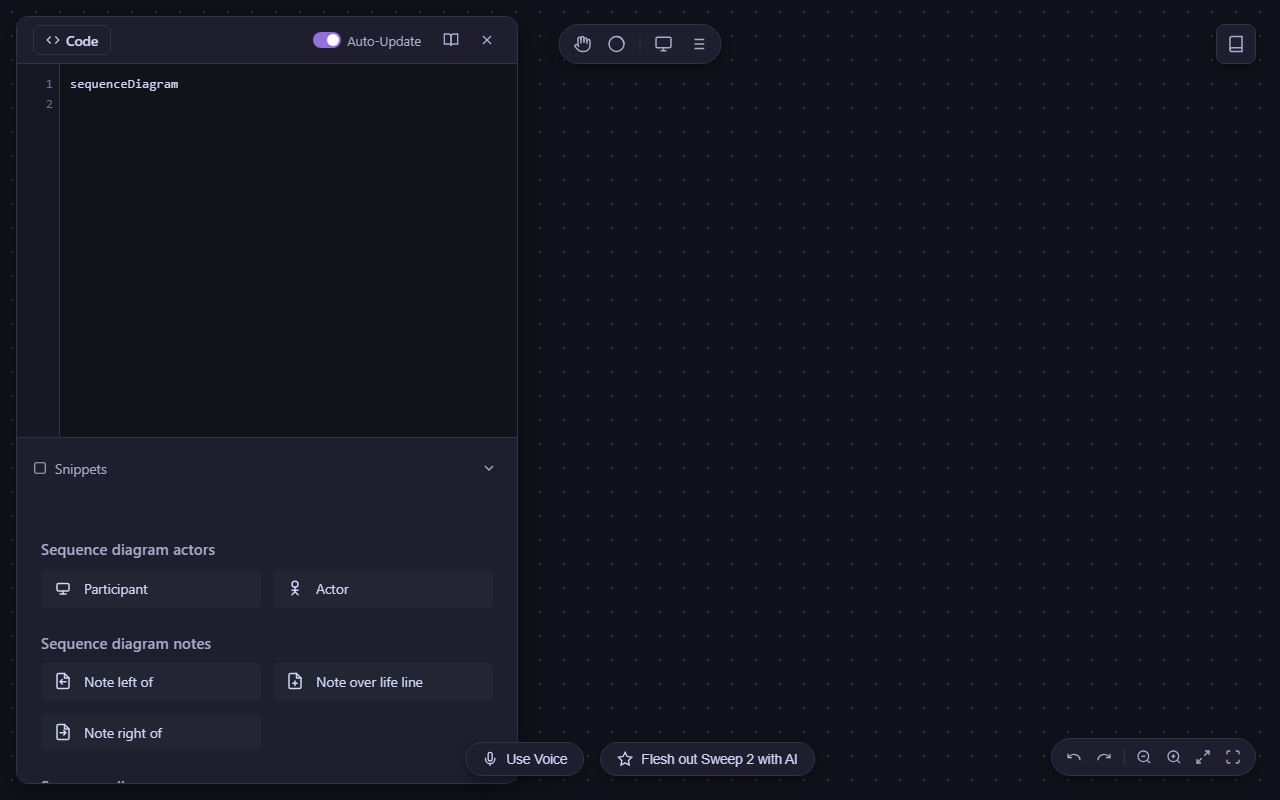 Code
Auto-Update
1
sequenceDiagram
2
Snippets
Sequence diagram actors
Participant
Actor
Sequence diagram notes
Note left of
Note over life line
Note right of
Use Voice
Flesh out Sweep 2 with AI